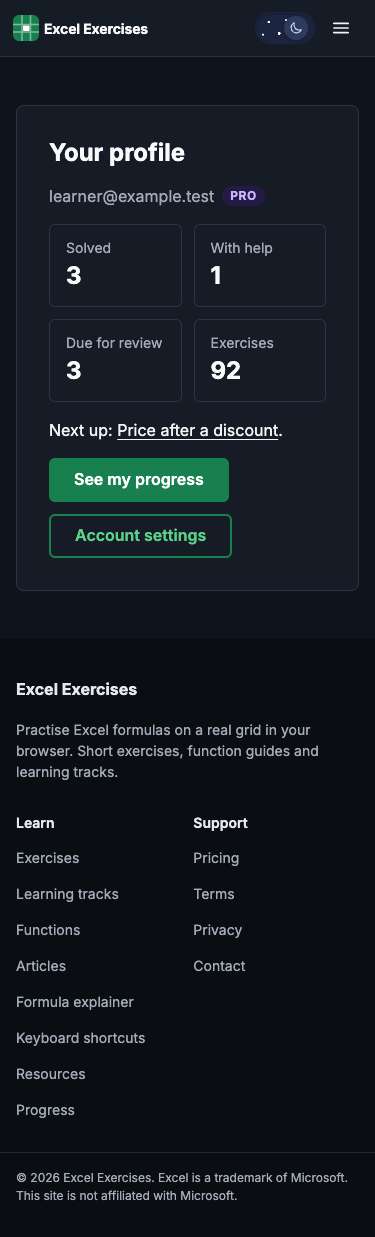 Excel Exercises
Your profile
learner@example.test PRO
Solved
3
With help
1
Due for review
3
Exercises
92
Next up: Price after a discount.
See my progress
Account settings
Excel Exercises
Practise Excel formulas on a real grid in your
browser. Short exercises, function guides and
learning tracks.
Learn
Exercises
Learning tracks
Functions
Articles
Formula explainer
Keyboard shortcuts
Resources
Progress
Support
Pricing
Terms
Privacy
Contact
© 2026 Excel Exercises. Excel is a trademark of Microsoft.
This site is not affiliated with Microsoft.